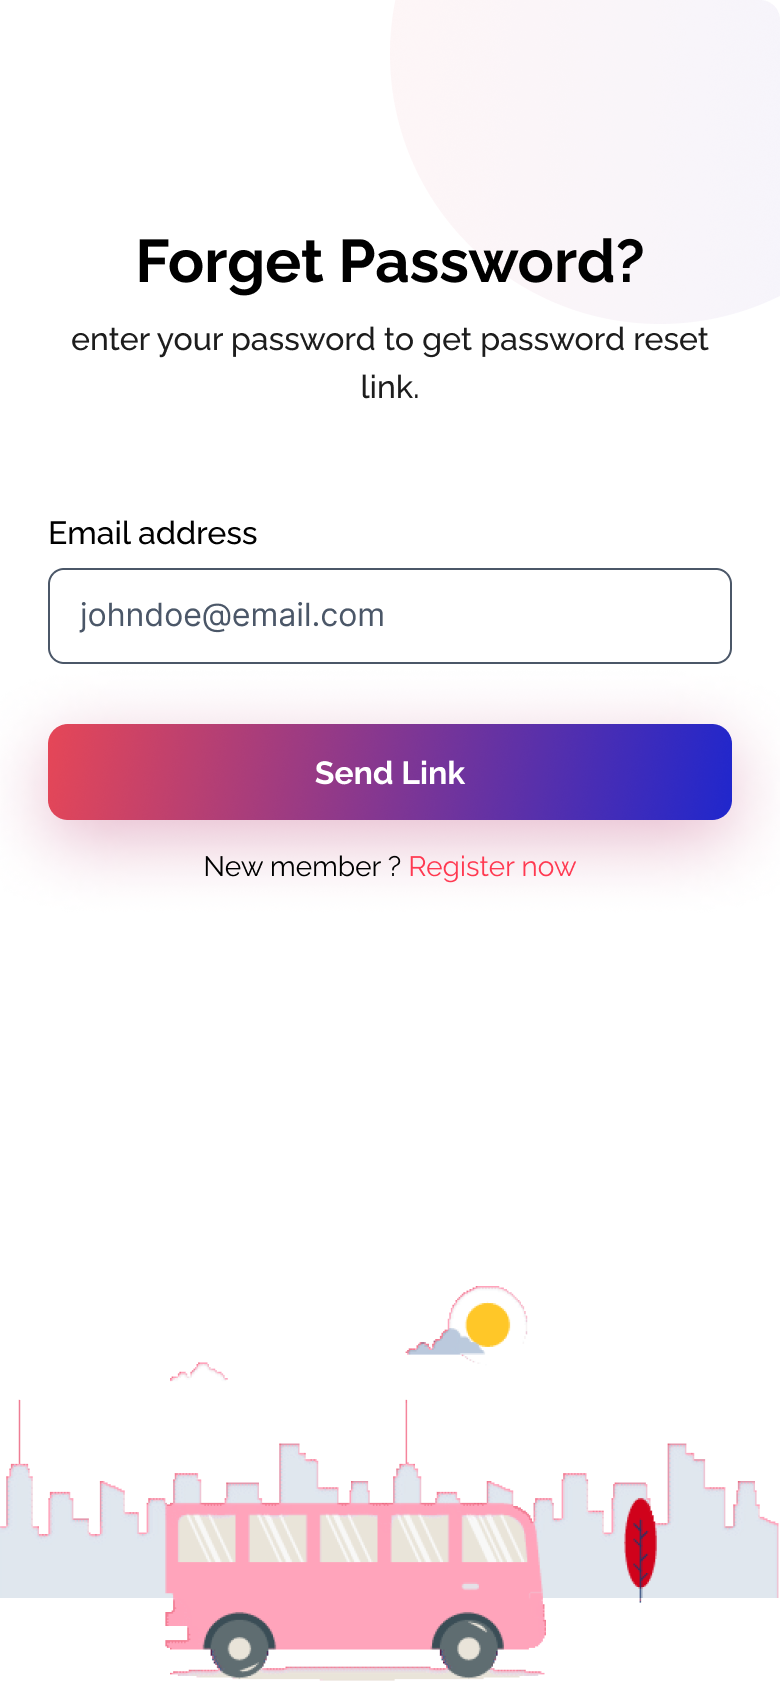 Forget Password?
enter your password to get password reset
link.
Email address
johndoe@email.com
Send Link
New member ? Register now